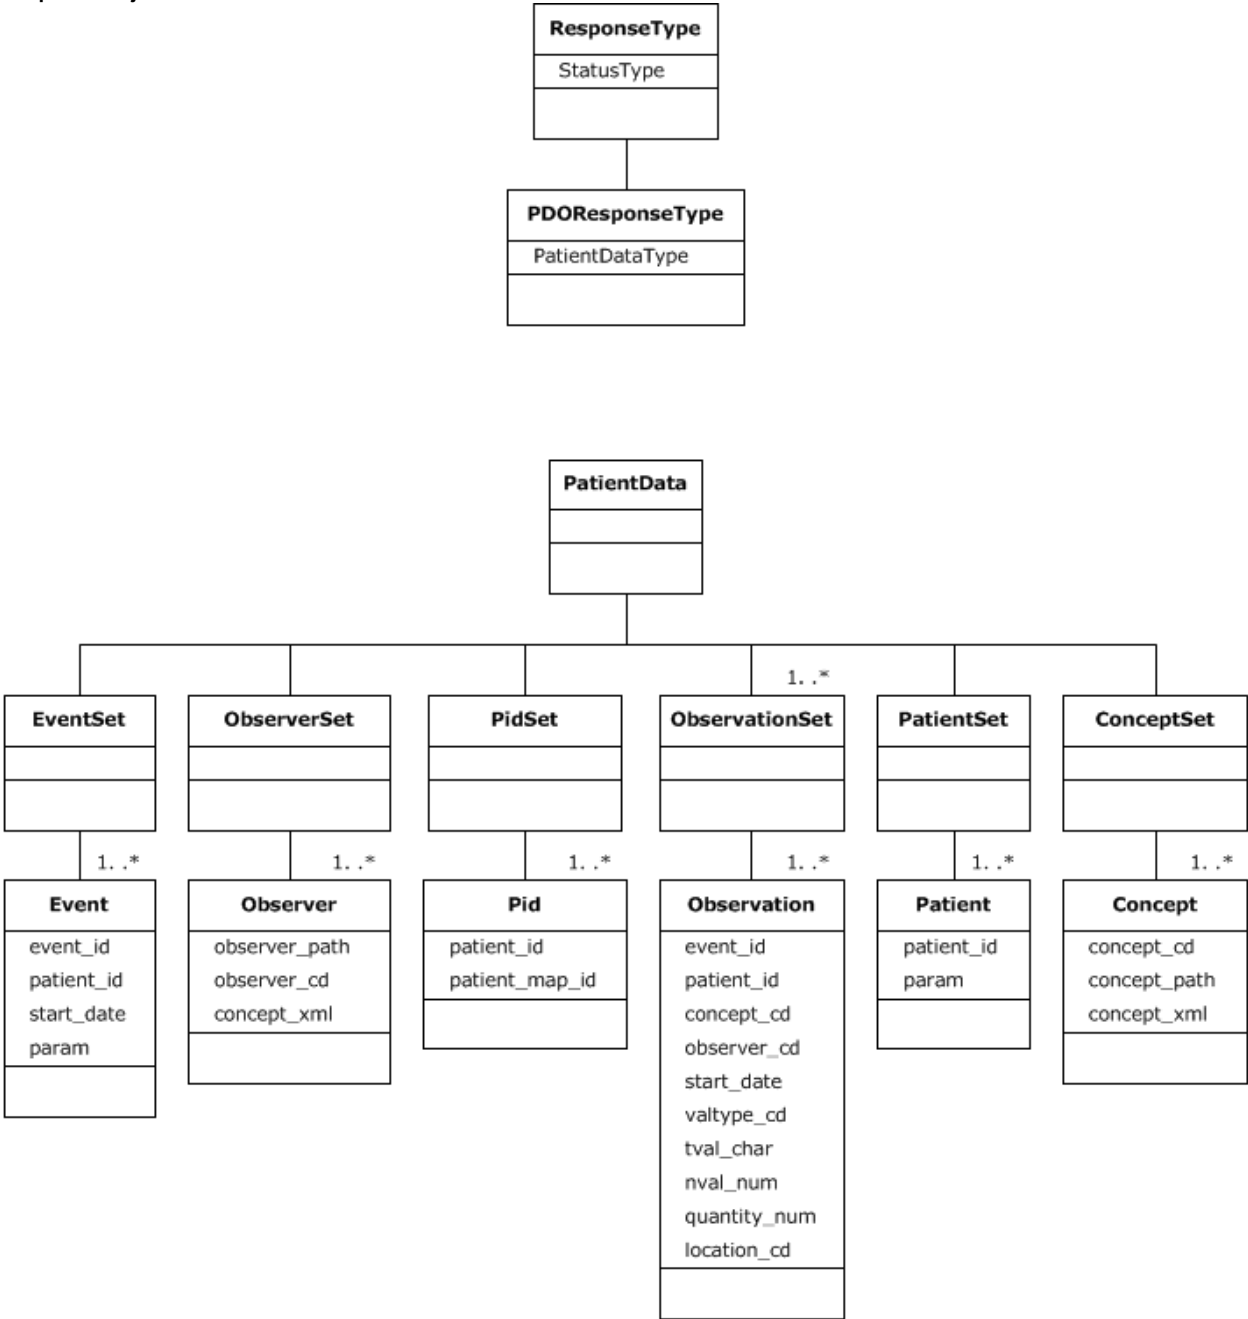 ResponseType
StatusType
PDOResponseType
PatientDataType
PatientData
1. .*
EventSet
ObserverSet
PidSet
ObservationSet
PatientSet
ConceptSet
1. .*
1. .*
1. .*
1. .*
1. .*
1. .*
Event
event_id
patient_id
start_date
param
Observer
observer_path
observer_cd
concept_xml
Pid
patient_id
patient_map_id
Observation
event_id
patient_id
concept_cd
observer_cd
start_date
valtype_cd
tval_char
nval_num
quantity_num
location_cd
Patient
patient_id
param
Concept
concept_cd
concept_path
concept_xml